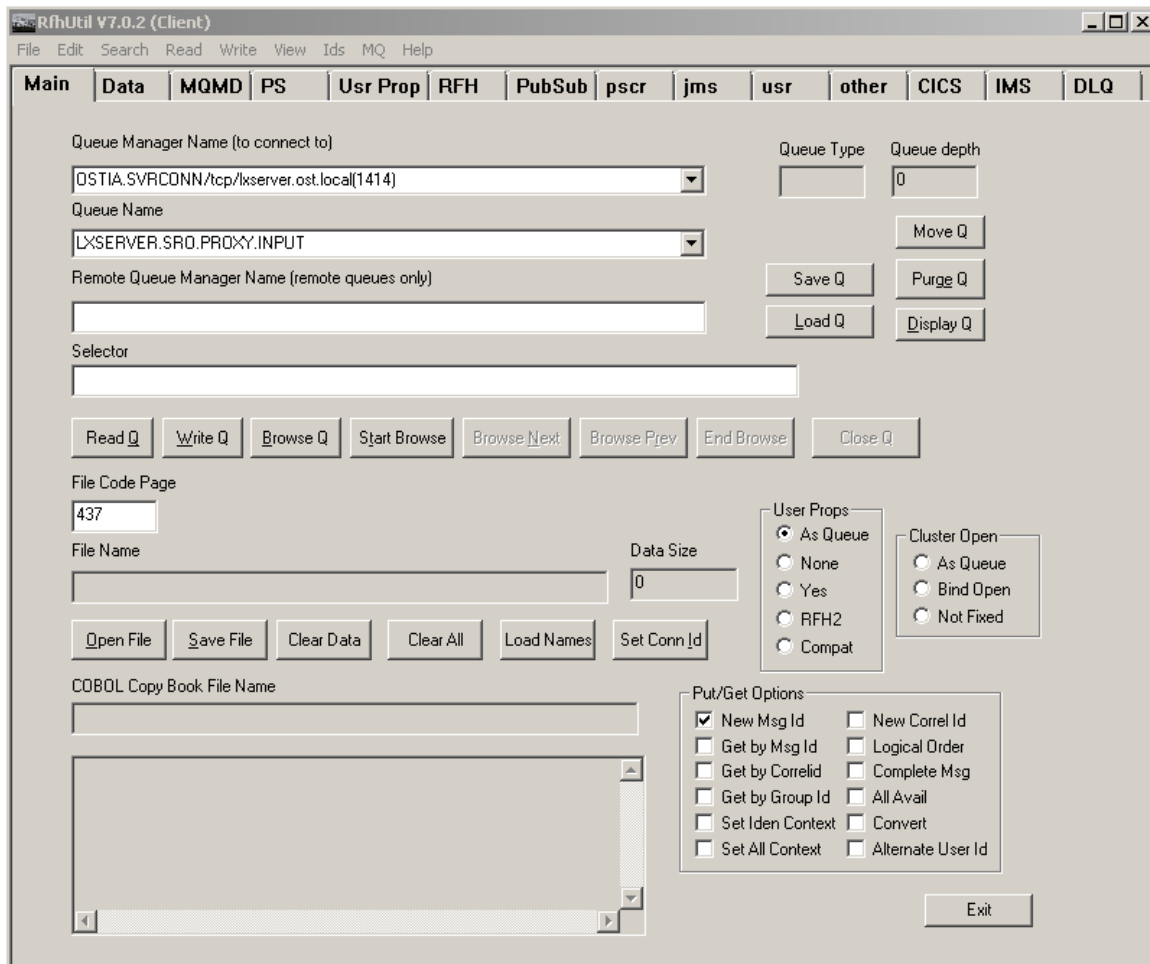 RfhUtil V7.0.2 (Client)
File Edit Search Read Write View Ids MQ Help
Main Data MQMD PS Usr Prop RFH PubSub pscr jms usr other CICS IMS DLQ
Queue Manager Name (to connect to) Queue Type Queue depth
OSTIA.SVRCONN/tcp/lxserver.ost.local(1414) 0
Queue Name
LXSERVER.SRO.PROXY.INPUT Move Q
Remote Queue Manager Name (remote queues only) Save Q Purge Q
Load Q Display Q
Selector
Read Q Write Q Browse Q Start Browse Browse Next Browse Prev End Browse Close Q
File Code Page
437
File Name Data Size
0
Open File Save File Clear Data Clear All Load Names Set Conn Id
User Props
As Queue
None
Yes
RFH2
Compat
Cluster Open
As Queue
Bind Open
Not Fixed
COBOL Copy Book File Name
Put/Get Options
New Msg Id New Correl Id
Get by Msg Id Logical Order
Get by Correlid Complete Msg
Get by Group Id All Avail
Set Iden Context Convert
Set All Context Alternate User Id
Exit